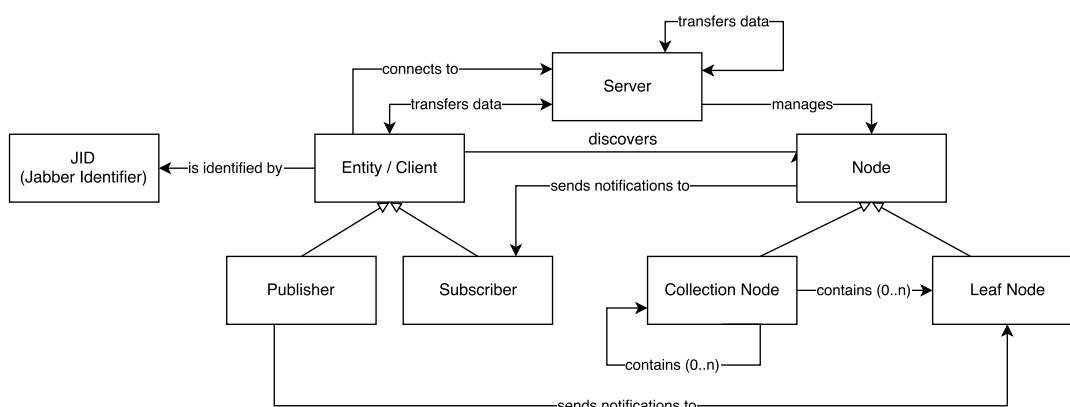 transfers data
connects to
Server
transfers data
manages
discovers
JID
(Jabber Identifier)
is identified by
Entity / Client
Node
sends notifications to
Publisher
Subscriber
Collection Node
contains (0..n)
Leaf Node
contains (0..n)
sends notifications to